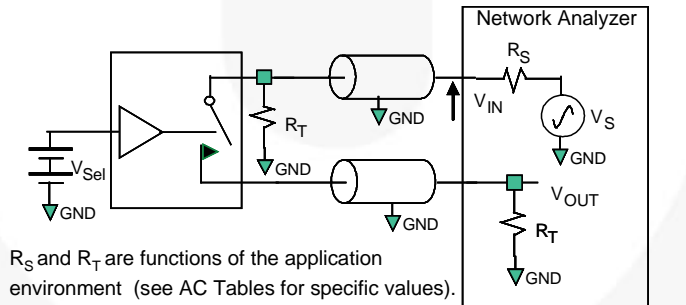 Network Analyzer
R_S
V_IN
V_S
GND
GND
R_T
GND
V_Sel
GND
V_OUT
GND
R_T
GND
R_S and R_T are functions of the application
environment (see AC Tables for specific values).